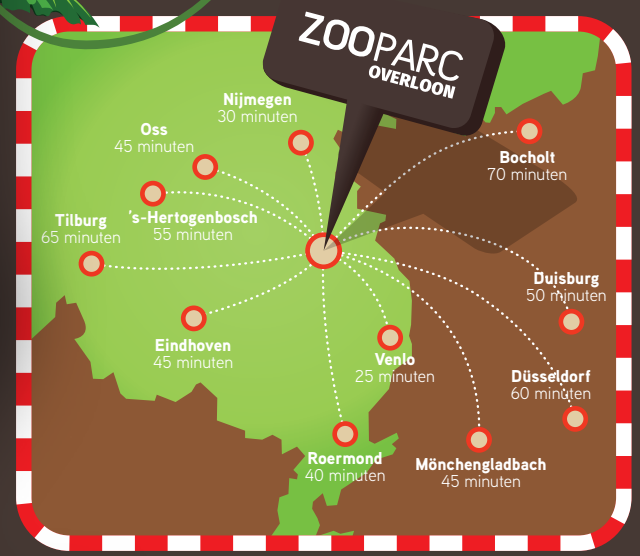 ZOOPARC
OVERLOON
Nijmegen
30 minuten
Oss
45 minuten
Bocholt
70 minuten
's-Hertogenbosch
55 minuten
Tilburg
65 minuten
Duisburg
50 minuten
Eindhoven
45 minuten
Venlo
25 minuten
Düsseldorf
60 minuten
Roermond
40 minuten
Mönchengladbach
45 minuten